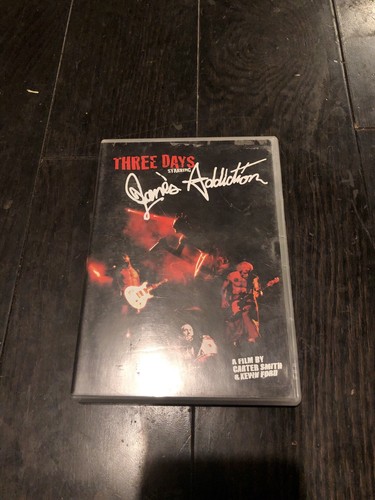 THREE DAYS
STARRING
Jane's Addiction
A FILM BY
CARTER SMITH
& KEVIN FORD